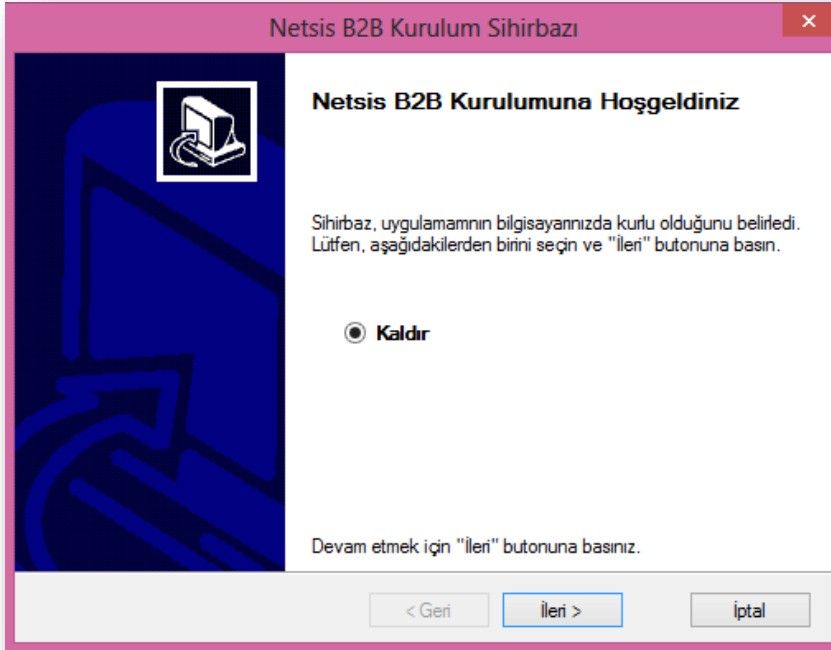 Netsis B2B Kurulum Sihirbazı
Netsis B2B Kurulumuna Hoşgeldiniz
Sihirbaz, uygulamamnın bilgisayarınızda kurlu olduğunu belirledi.
Lütfen, aşağıdakilerden birini seçin ve "İleri" butonuna basın.
Kaldır
Devam etmek için "İleri" butonuna basınız.
< Geri
İleri >
İptal